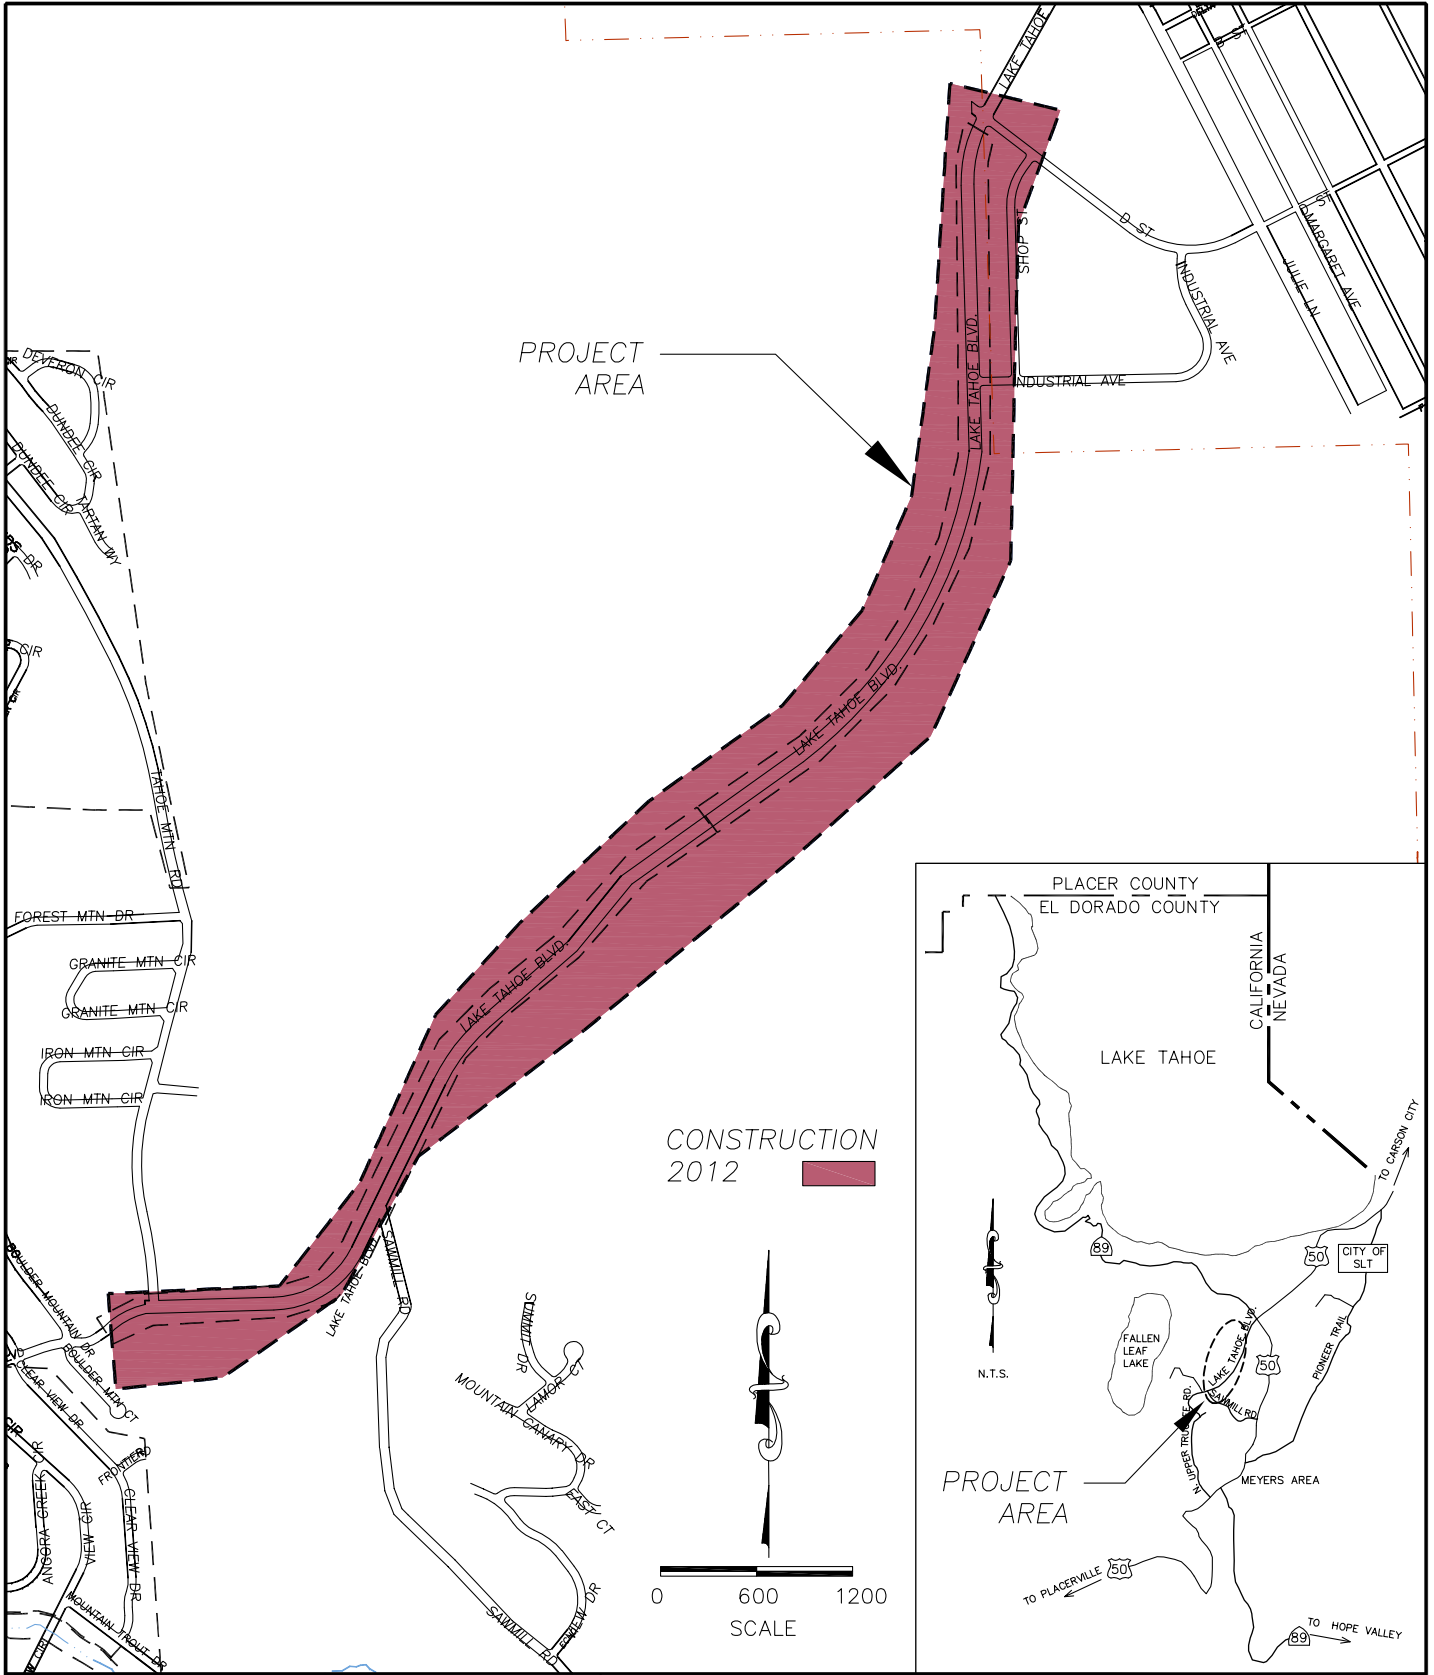 LAKE TAHOE
B ST
D ST
SHOP ST
INDUSTRIAL AVE
JULIE LN
MARGARET AVE
LAKE TAHOE BLVD.
NDUSTRIAL AVE
PROJECT
AREA
DEVERON CIR
DUNDEE CIR
DUNDEE CIR
TARTAN WY
DR
CIR
LAKE TAHOE BLVD.
TAHOE MTN RD
FOREST MTN DR
GRANITE MTN CIR
GRANITE MTN CIR
IRON MTN CIR
IRON MTN CIR
LAKE TAHOE BLVD.
CONSTRUCTION
2012
BOULDER MOUNTAIN DR
BOULDER MTN CT
LAKE TAHOE BLVD
SAWMILL RD
CLEAR VIEW DR
CIR
ANGORA CREEK CIR
VIEW CIR
CLEAR VIEW DR
MOUNTAIN TROUT DR
SUMMIT DR
LAMOR CT
MOUNTAIN CANARY DR
EAST CT
SAWMILL RD
0 600 1200
SCALE
PLACER COUNTY
EL DORADO COUNTY
CALIFORNIA
NEVADA
LAKE TAHOE
TO CARSON CITY
89
50
CITY OF
SLT
N.T.S.
FALLEN
LEAF
LAKE
LAKE TAHOE BLVD.
50
PIONEER TRAIL
SAWMILL RD
N. UPPER TRUCKEE RD.
PROJECT
AREA
MEYERS AREA
TO PLACERVILLE
50
TO HOPE VALLEY
89